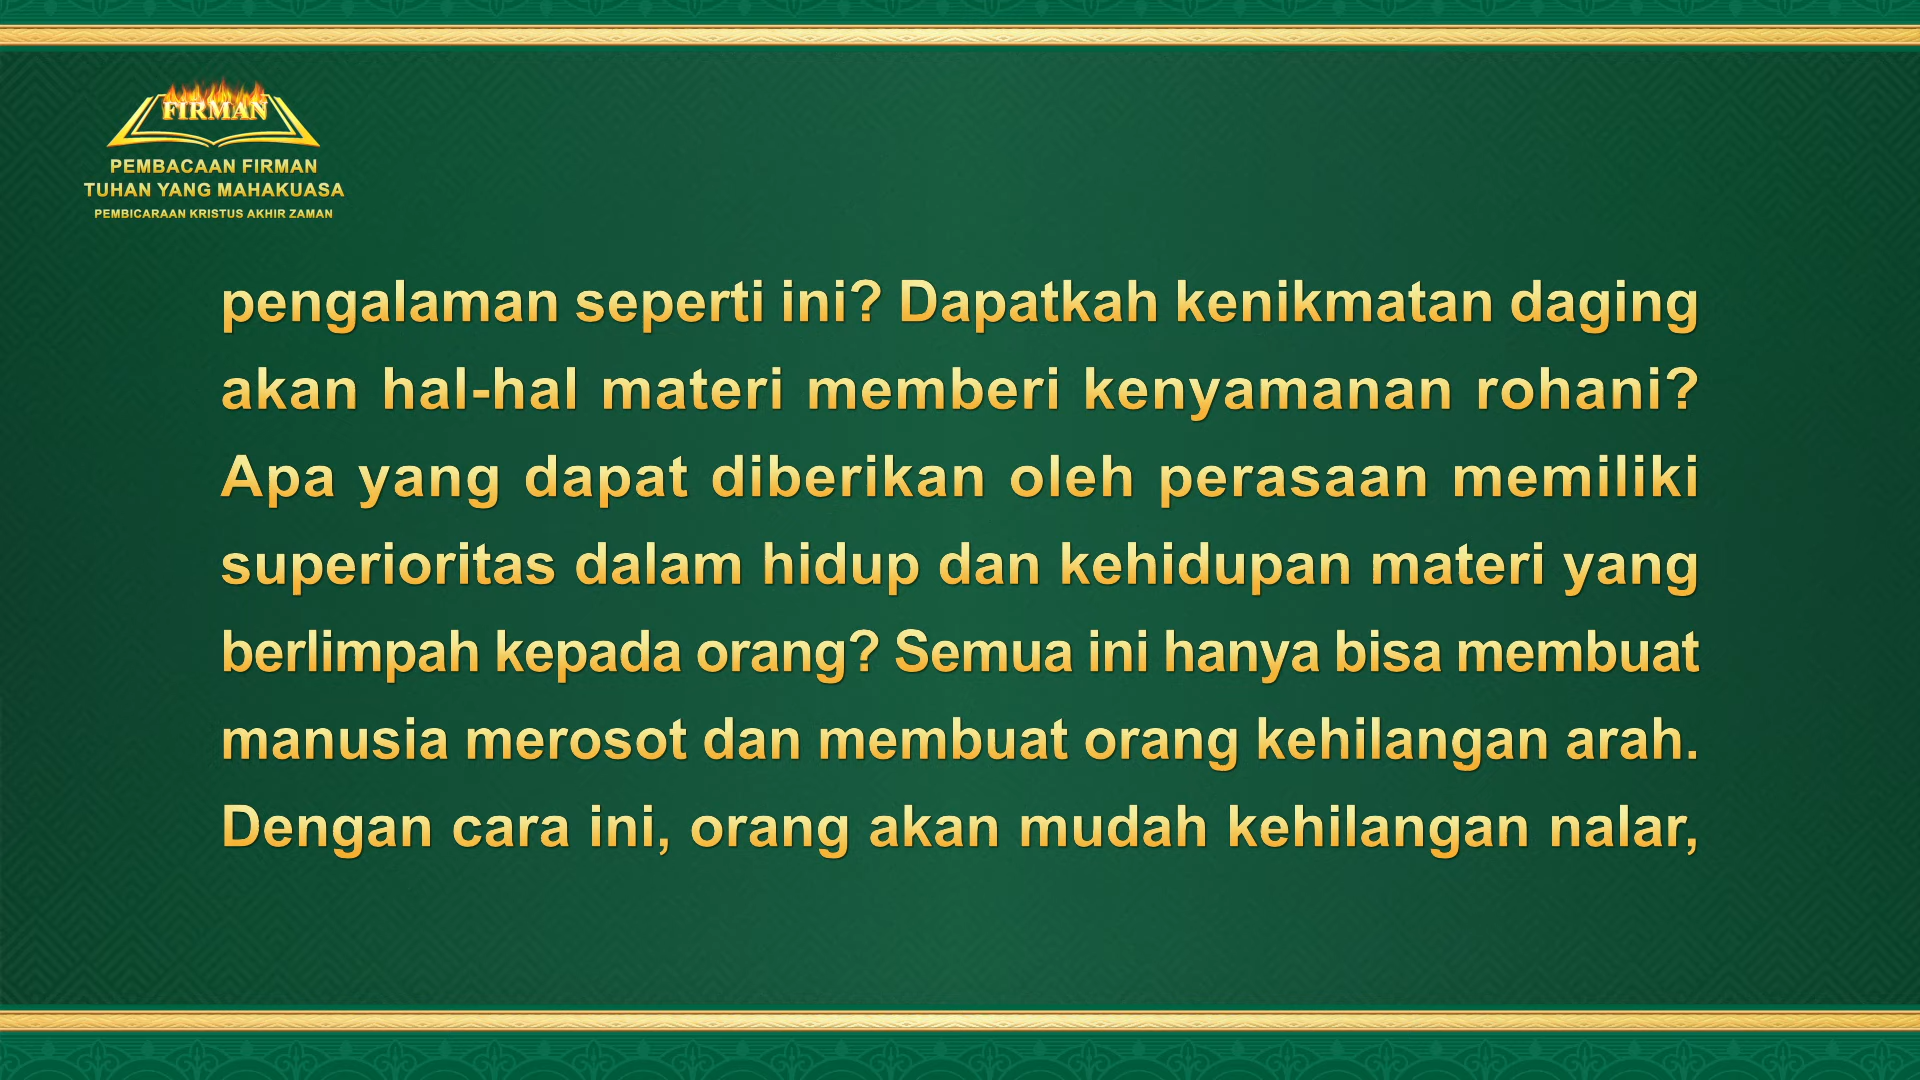 FIRMAN
PEMBACAAN FIRMAN
TUHAN YANG MAHAKUASA
PEMBICARAAN KRISTUS AKHIR ZAMAN
pengalaman seperti ini? Dapatkah kenikmatan daging
akan hal-hal materi memberi kenyamanan rohani?
Apa yang dapat diberikan oleh perasaan memiliki
superioritas dalam hidup dan kehidupan materi yang
berlimpah kepada orang? Semua ini hanya bisa membuat
manusia merosot dan membuat orang kehilangan arah.
Dengan cara ini, orang akan mudah kehilangan nalar,